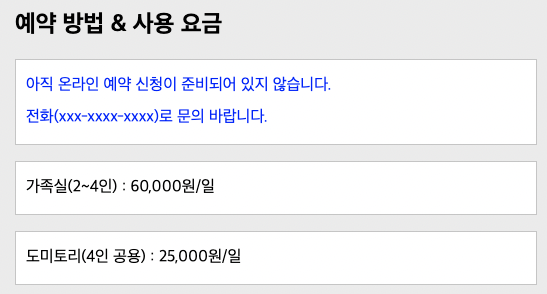 예약 방법 & 사용 요금
아직 온라인 예약 신청이 준비되어 있지 않습니다.
전화(xxx-xxxx-xxxx)로 문의 바랍니다.
가족실(2~4인) : 60,000원/일
도미토리(4인 공용) : 25,000원/일